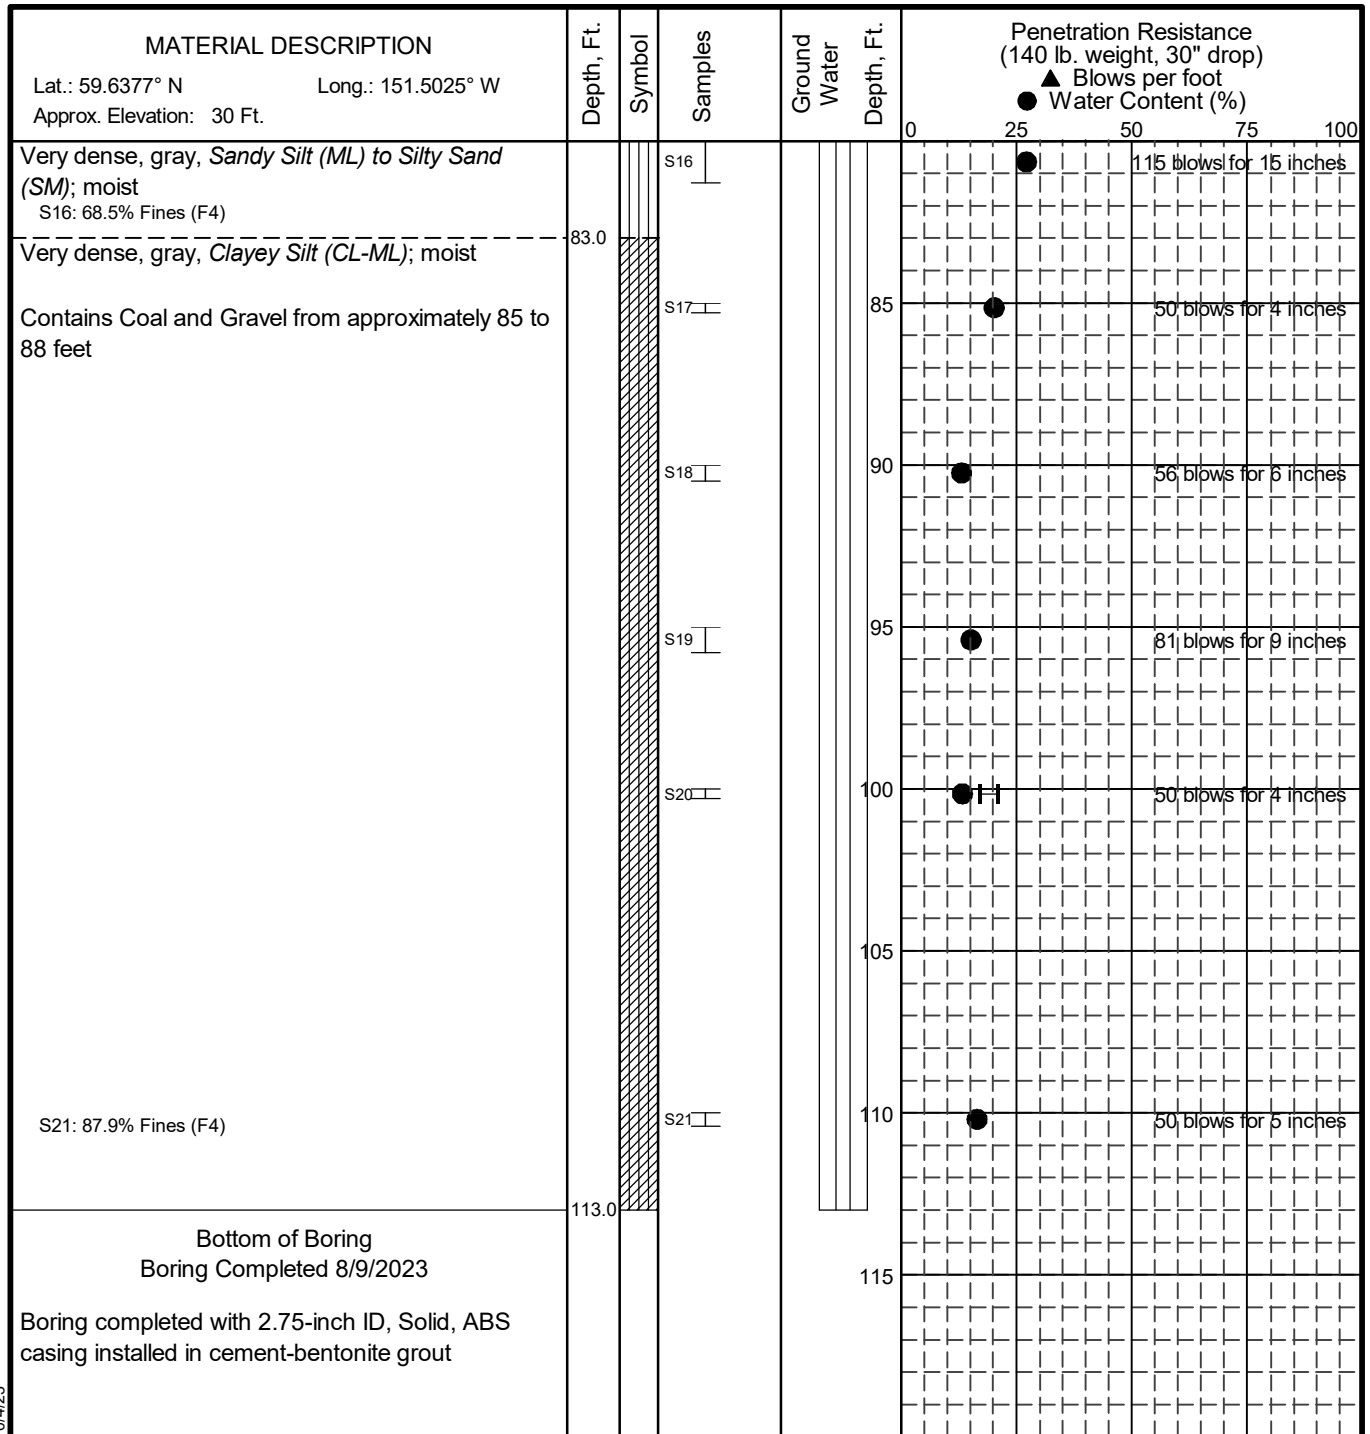 MATERIAL DESCRIPTION
Lat.: 59.6377° N Long.: 151.5025° W
Approx. Elevation: 30 Ft.
Depth, Ft.
Symbol
Samples
Ground
Water
Depth, Ft.
Penetration Resistance
(140 lb. weight, 30" drop)
▲ Blows per foot
● Water Content (%)
0 25 50 75 100
Very dense, gray, Sandy Silt (ML) to Silty Sand
(SM); moist
S16: 68.5% Fines (F4)
S16
115 blows for 15 inches
83.0
Very dense, gray, Clayey Silt (CL-ML); moist
Contains Coal and Gravel from approximately 85 to
88 feet
S17
85
50 blows for 4 inches
S18
90
56 blows for 6 inches
S19
95
81 blows for 9 inches
S20
100
50 blows for 4 inches
105
S21: 87.9% Fines (F4)
S21
110
50 blows for 5 inches
113.0
Bottom of Boring
Boring Completed 8/9/2023
115
Boring completed with 2.75-inch ID, Solid, ABS
casing installed in cement-bentonite grout